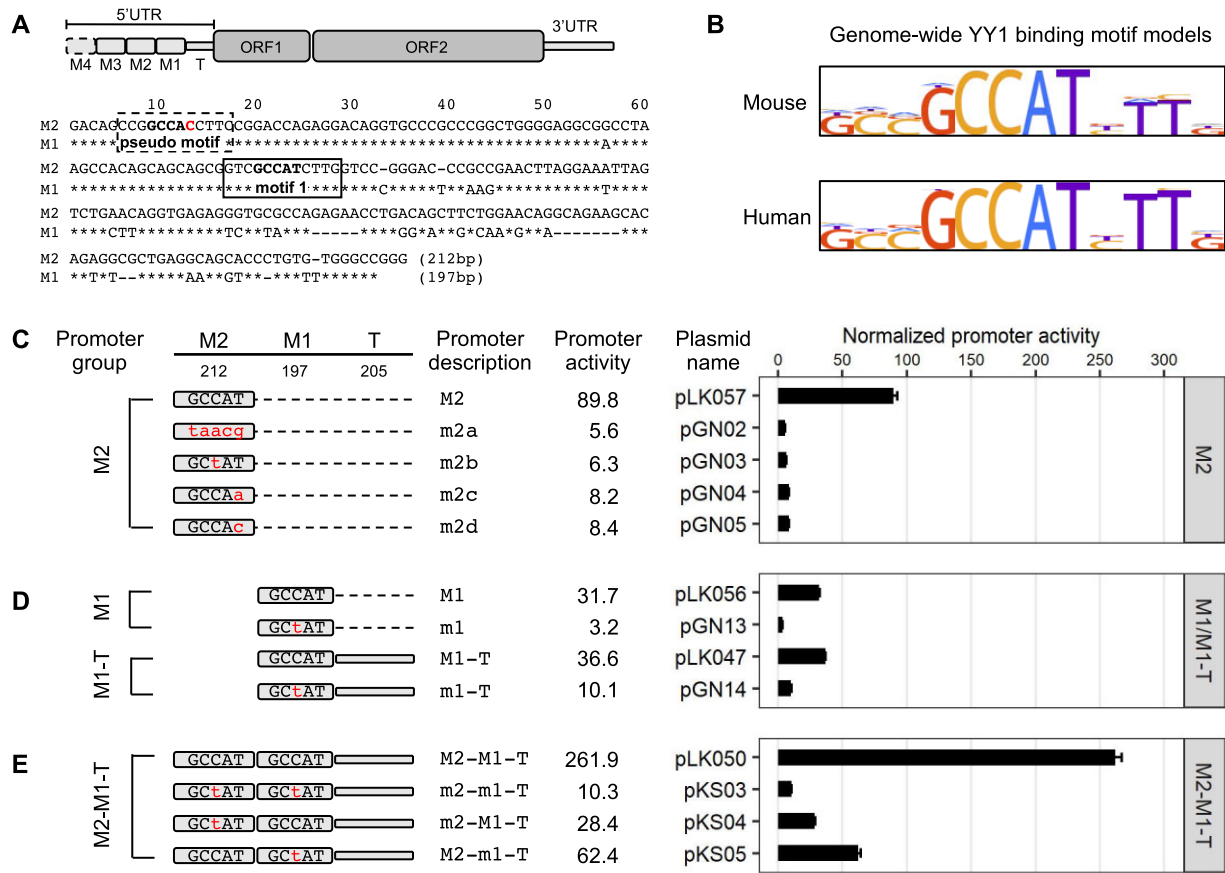 A
5'UTR
3'UTR
ORF1
ORF2
M4 M3 M2 M1 T
10 20 30 40 50 60
M2 GACAGCCGGCCACCTTCCGGACCAGAGGACAGGTGCCCGCCCGGCTGGGGAGGCGGCCTA
M1 ***** pseudo motif **************************************A****
M2 AGCCACAGCAGCAGCGGTCGCCATCTTGGTCC-GGGAC-CCGCCGAACTTAGGAAATTAG
M1 ******************* motif 1 *******C*****T**AAG***********T****
M2 TCTGAACAGGTGAGAGGGTGCGCCAGAGAACCTGACAGCTTCTGGAACAGGCAGAAGCAC
M1 ****CTT*********TC**TA***-----****GG*A**G*CAA*G**A-------***
M2 AGAGGCGCTGAGGCAGCACCCTGTG-TGGGCCGGG (212bp)
M1 **T*T--*****AA**GT**-***TT****** (197bp)
B
Genome-wide YY1 binding motif models
Mouse
GCCGCCATTT
Human
GCCGCCATTTG
C
Promoter group
M2 M1 T
212 197 205
Promoter description
Promoter activity
Plasmid name
Normalized promoter activity
0 50 100 150 200 250 300
M2
GCCAT M2 89.8 pLK057
taacg m2a 5.6 pGN02
GCtAT m2b 6.3 pGN03
GCCAa m2c 8.2 pGN04
GCCAc m2d 8.4 pGN05
M2
D
M1
GCCAT M1 31.7 pLK056
GCtAT m1 3.2 pGN13
M1-T
GCCAT M1-T 36.6 pLK047
GCtAT m1-T 10.1 pGN14
M1/M1-T
E
M2-M1-T
GCCAT GCCAT M2-M1-T 261.9 pLK050
GCtAT GCtAT m2-m1-T 10.3 pKS03
GCtAT GCCAT m2-M1-T 28.4 pKS04
GCCAT GCtAT M2-m1-T 62.4 pKS05
M2-M1-T